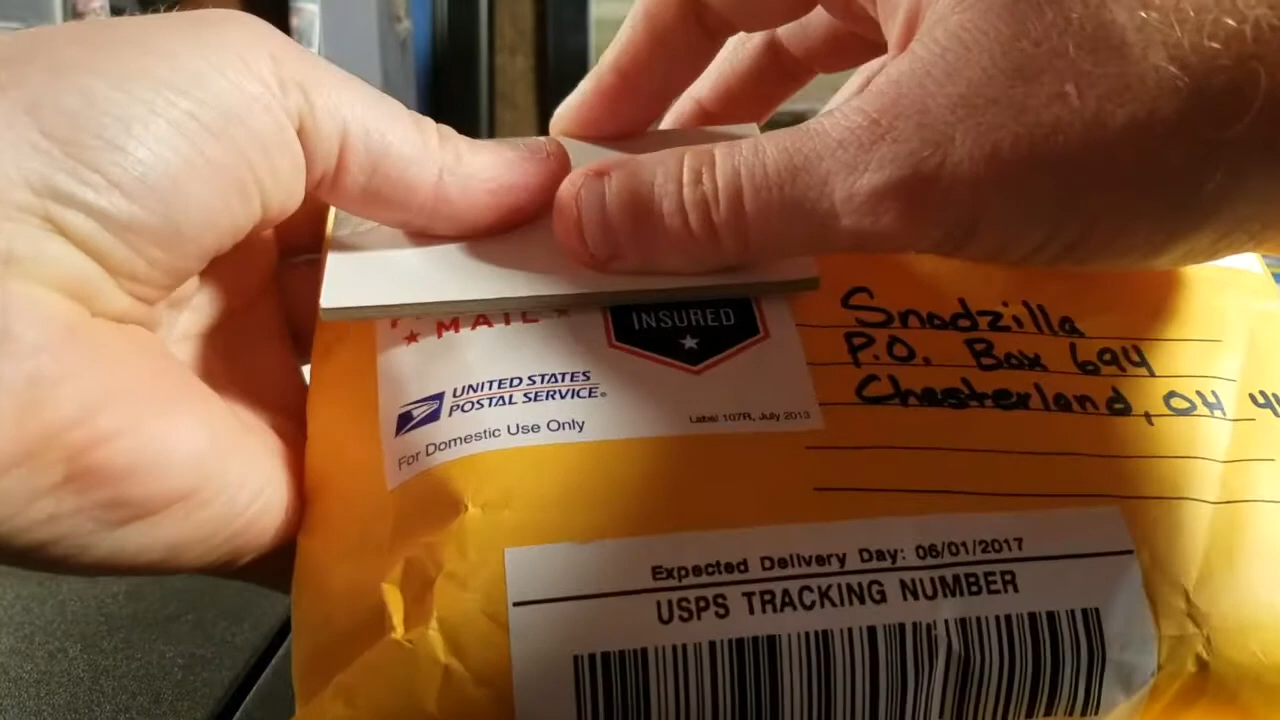 ★ MAIL ★
INSURED
UNITED STATES
POSTAL SERVICE®
For Domestic Use Only
Label 107R, July 2013
Snodzilla
P.O. Box 694
Chesterland, OH
Expected Delivery Day: 06/01/2017
USPS TRACKING NUMBER